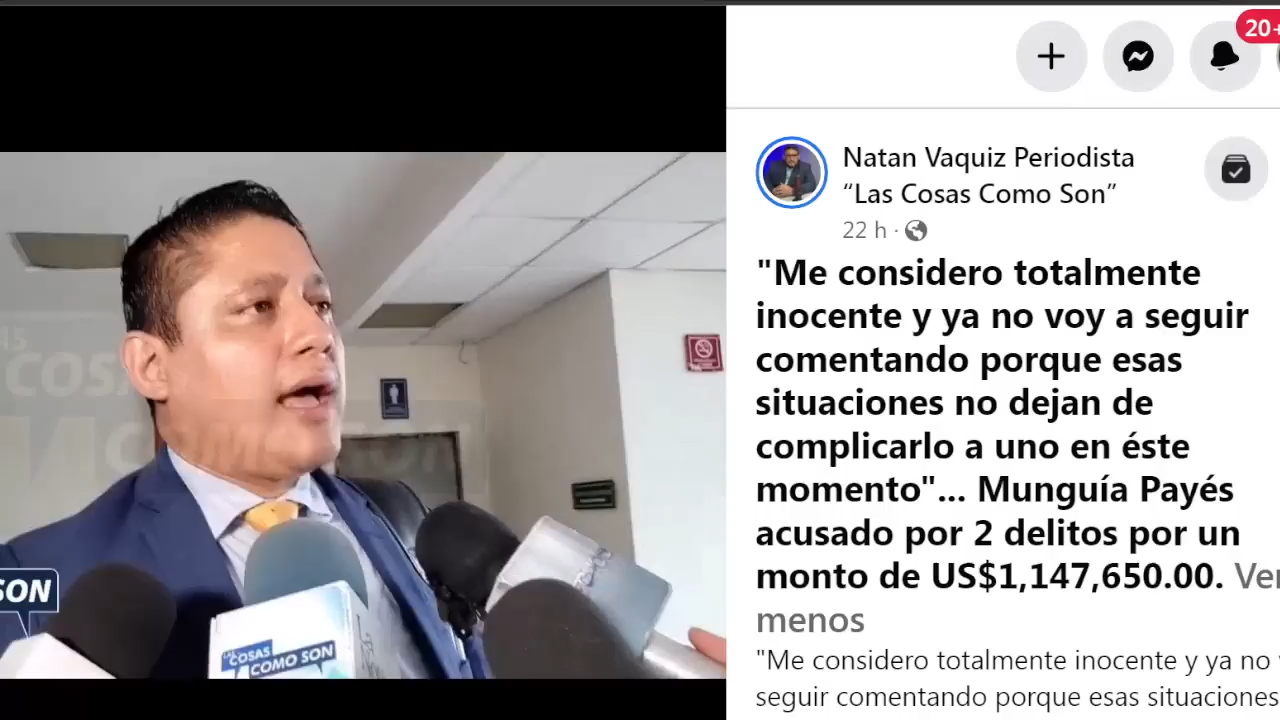 20+
Natan Vaquiz Periodista
“Las Cosas Como Son”
22 h ·
"Me considero totalmente
inocente y ya no voy a seguir
comentando porque esas
situaciones no dejan de
complicarlo a uno en éste
momento"... Munguía Payés
acusado por 2 delitos por un
monto de US$1,147,650.00. Ver
menos
"Me considero totalmente inocente y ya no
seguir comentando porque esas situaciones
COMO SON
SON
LAS
COSAS
COMO SON